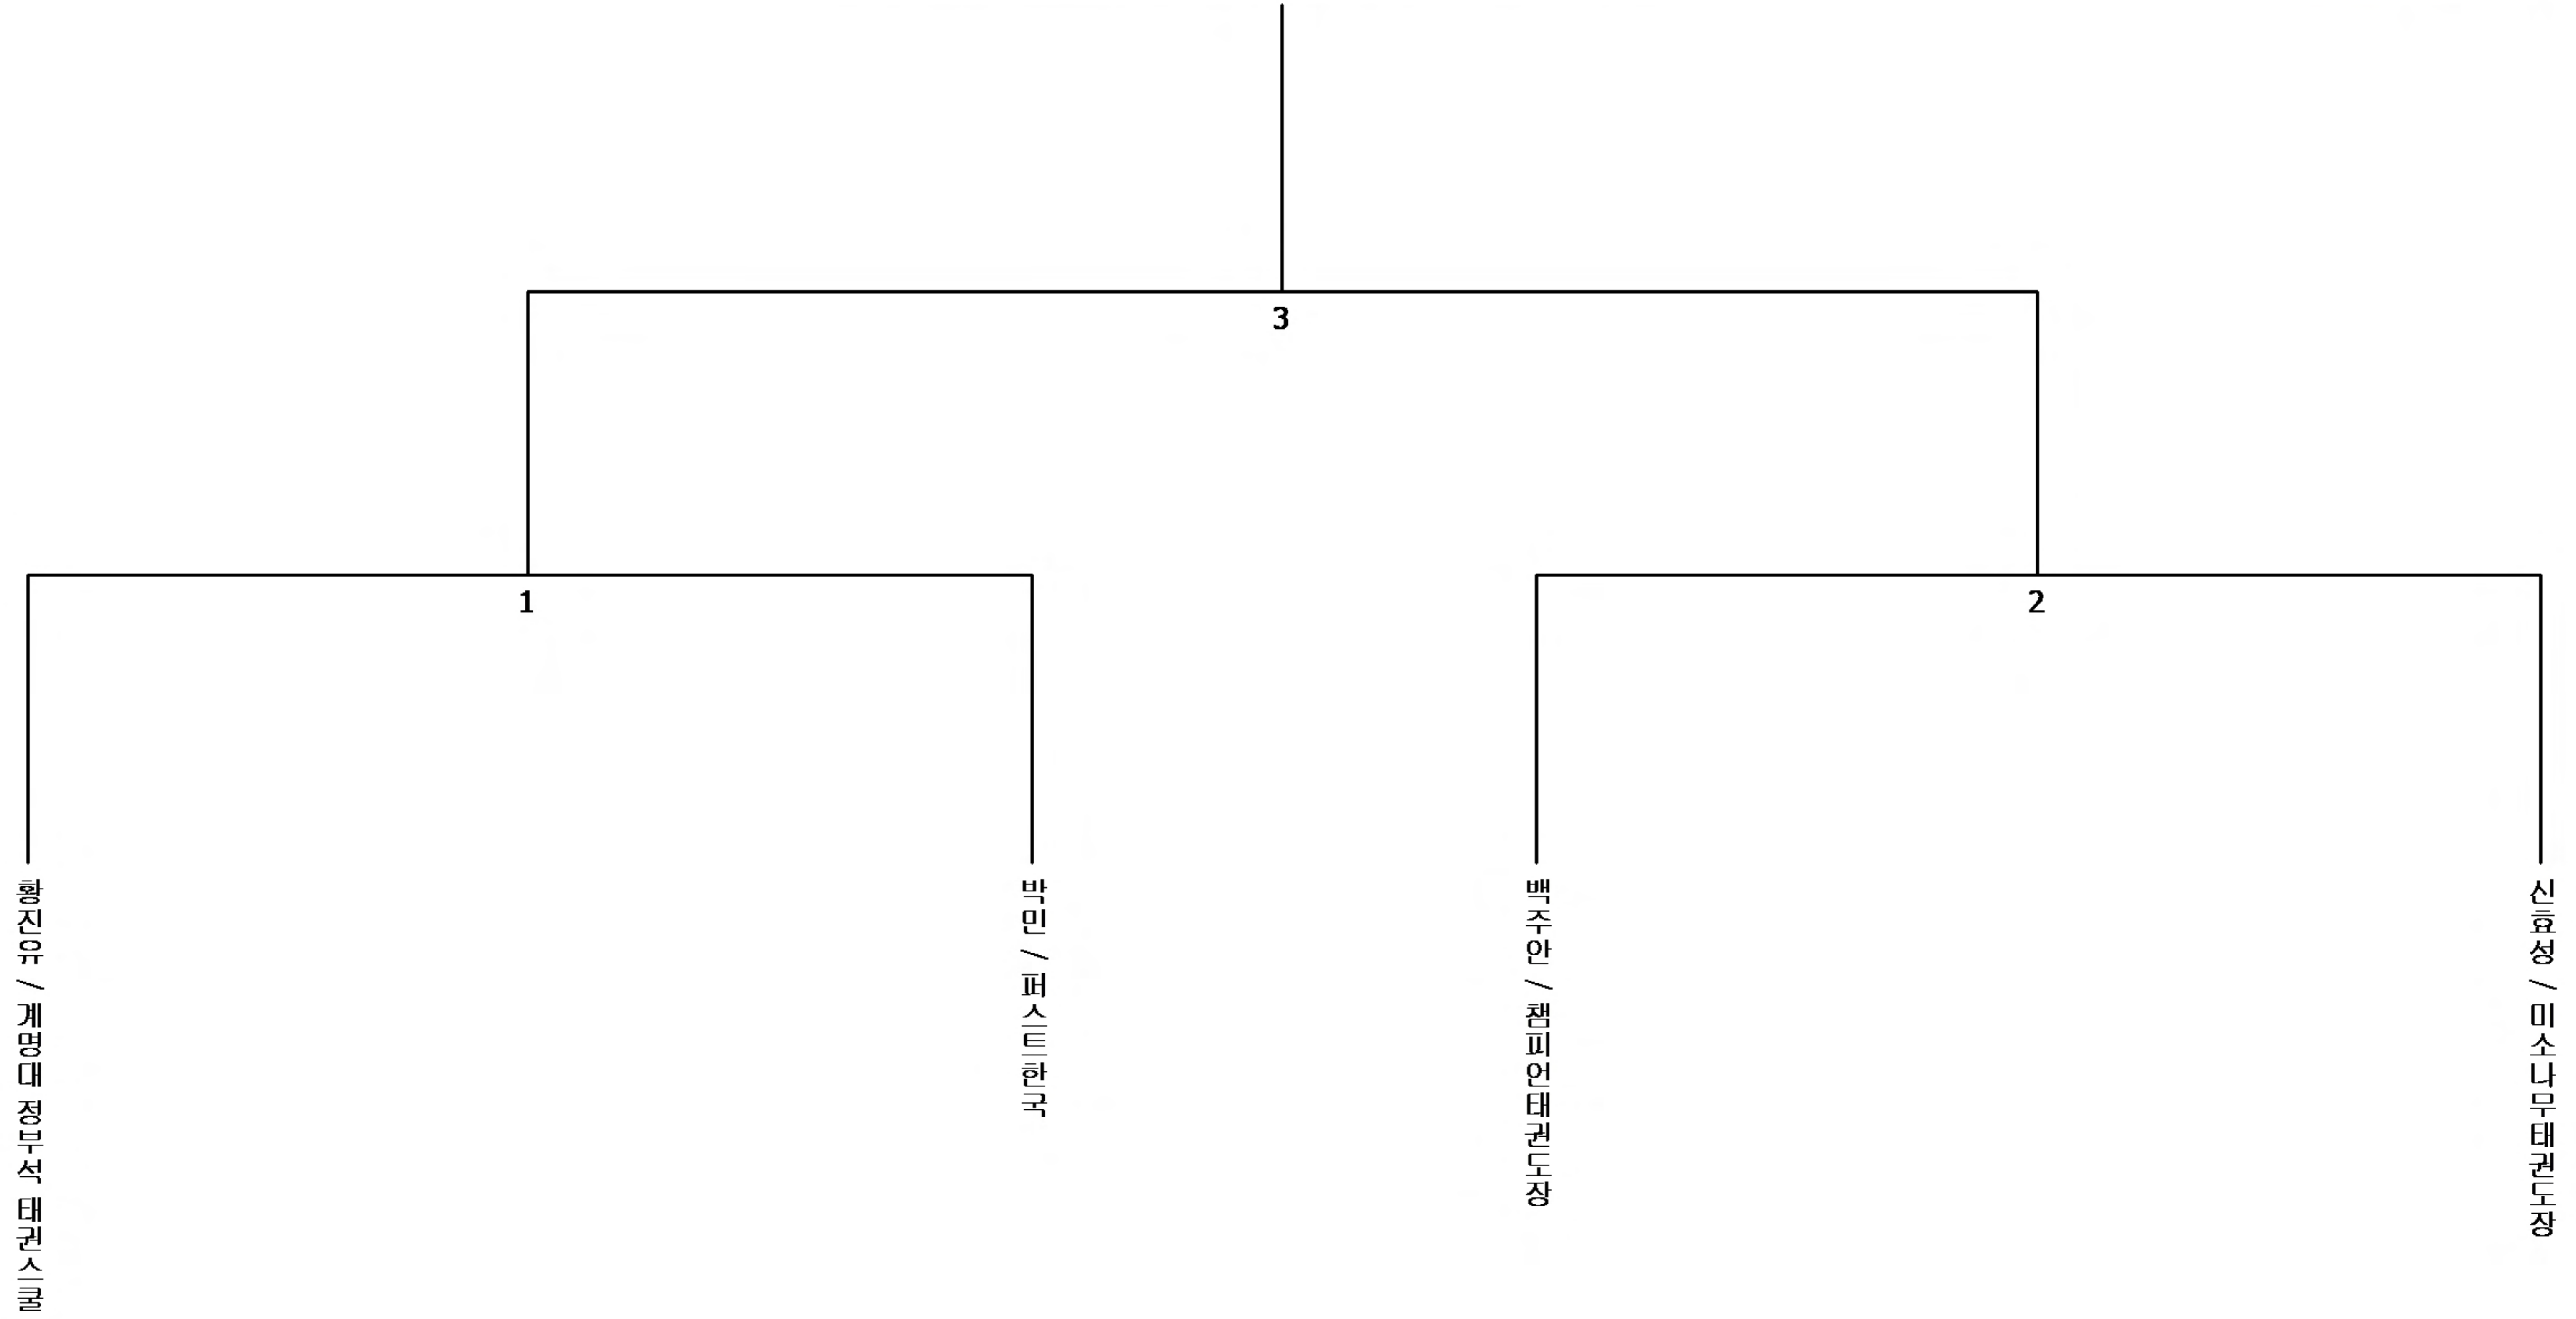 3
1
2
황진유 / 계명대 정부석 태권스쿨
박민 / 퍼스트한국
백주안 / 챔피언태권도장
신효성 / 미소나무태권도장